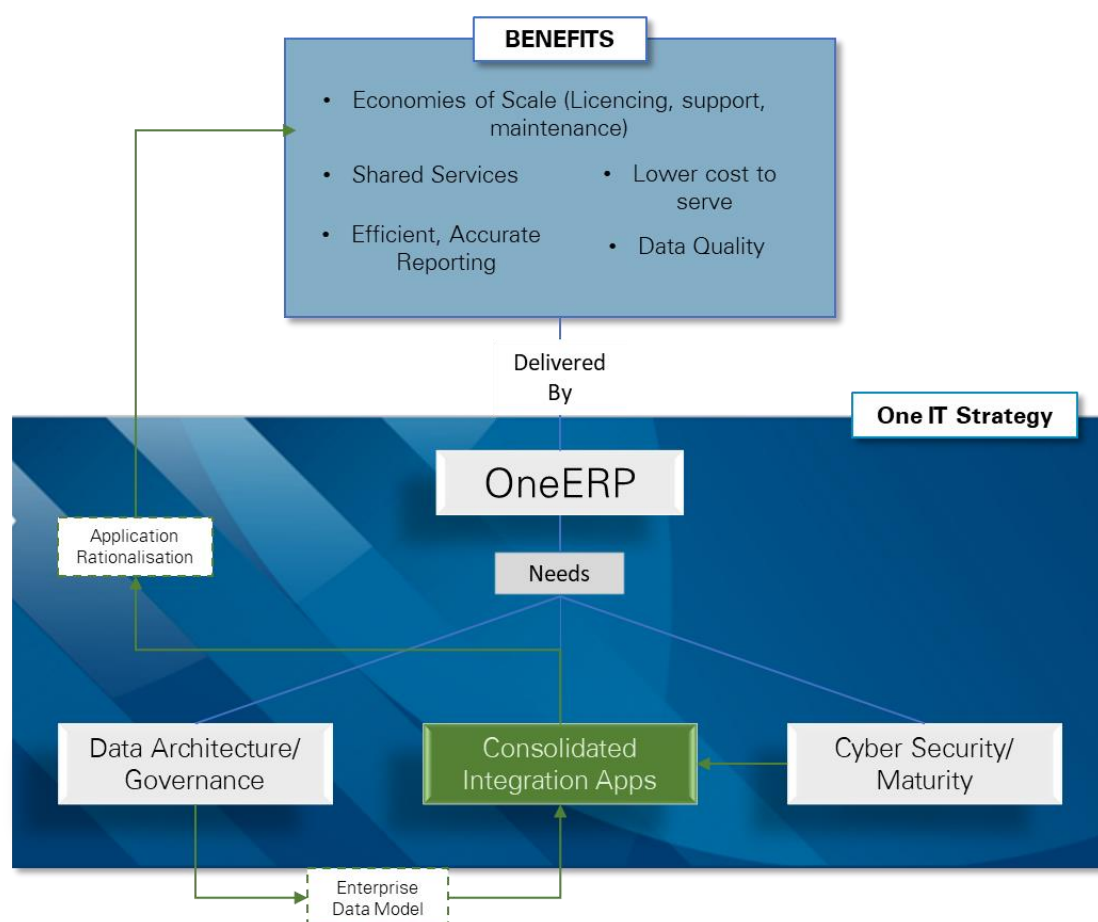 BENEFITS
• Economies of Scale (Licencing, support,
maintenance)
• Shared Services
• Lower cost to
serve
• Efficient, Accurate
Reporting
• Data Quality
Delivered
By
One IT Strategy
OneERP
Application
Rationalisation
Needs
Data Architecture/
Governance
Consolidated
Integration Apps
Cyber Security/
Maturity
Enterprise
Data Model